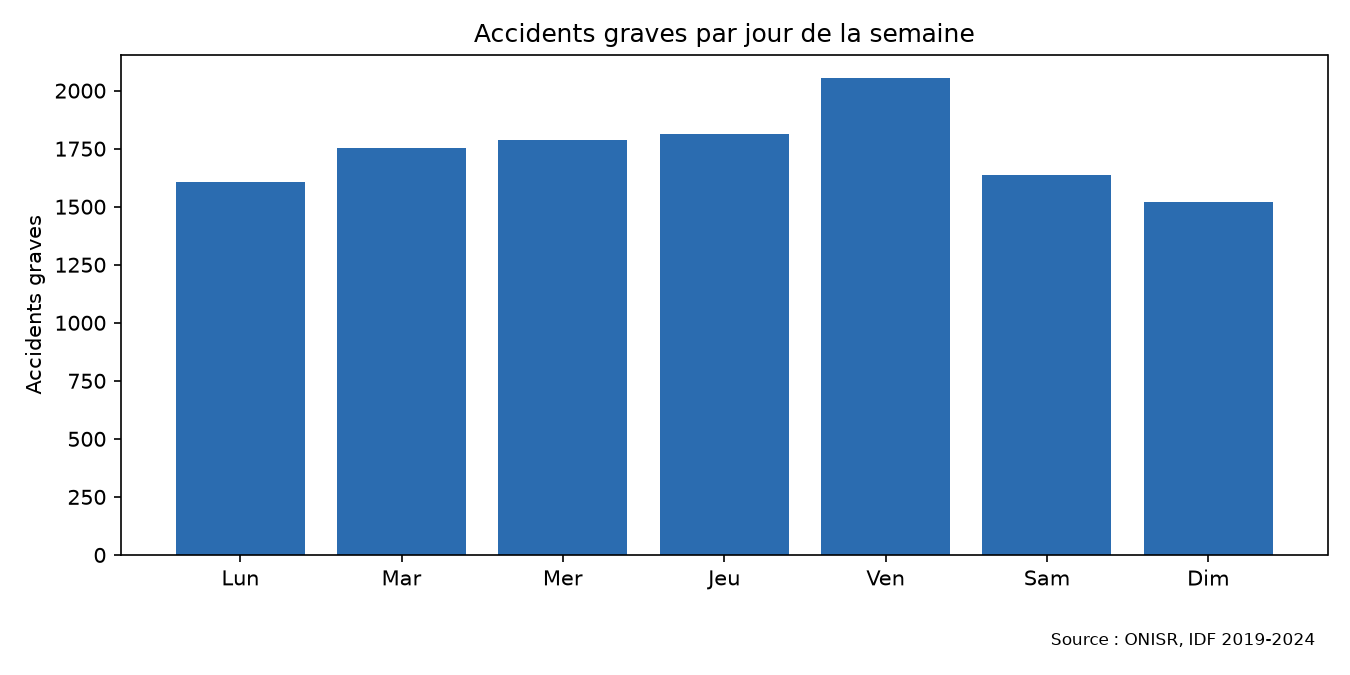 Accidents graves par jour de la semaine
Accidents graves
2000
1750
1500
1250
1000
750
500
250
0
Lun Mar Mer Jeu Ven Sam Dim
Source : ONISR, IDF 2019-2024